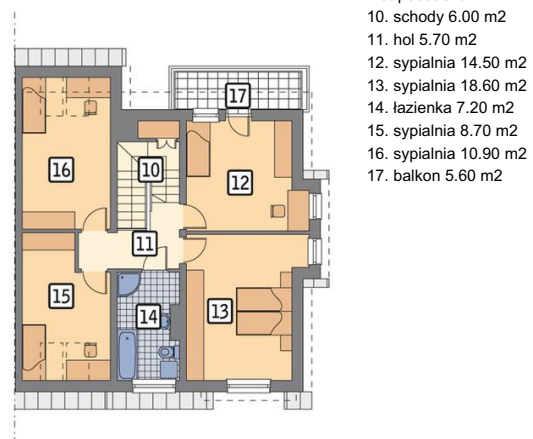 10. schody 6.00 m2
11. hol 5.70 m2
12. sypialnia 14.50 m2
13. sypialnia 18.60 m2
14. łazienka 7.20 m2
15. sypialnia 8.70 m2
16. sypialnia 10.90 m2
17. balkon 5.60 m2
17
16
10
12
11
15
14
13